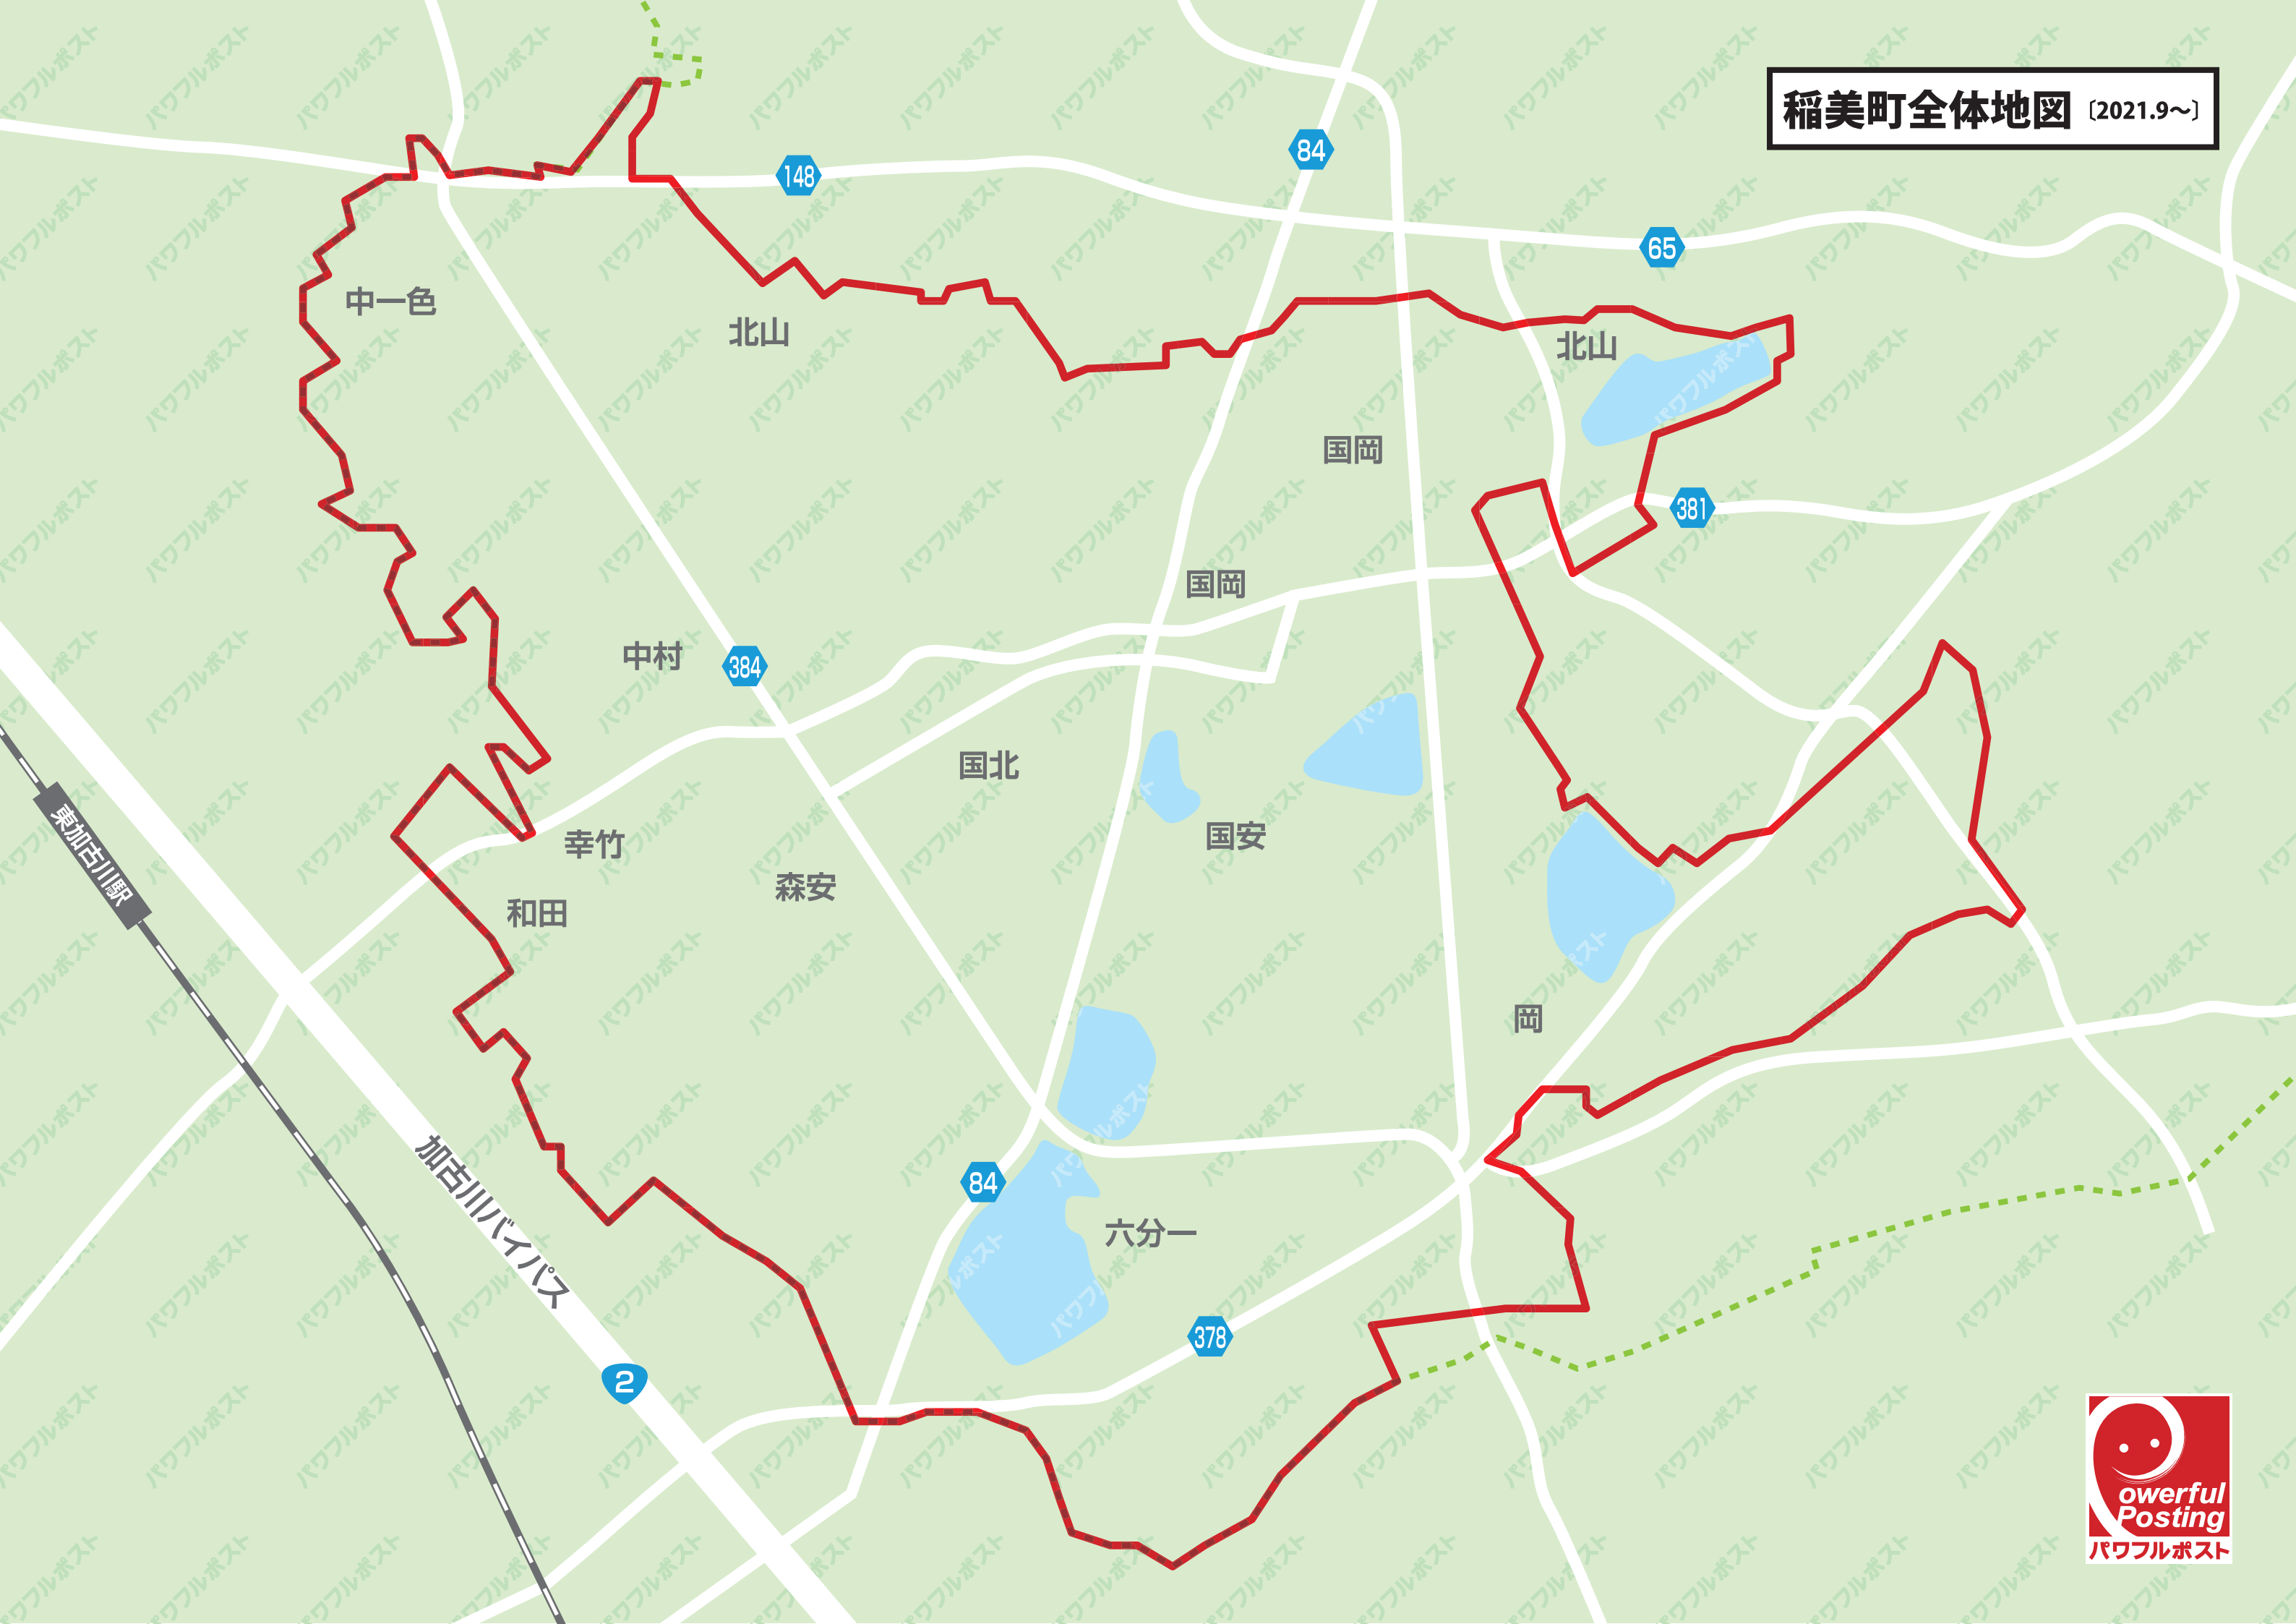 稲美町全体地図〔2021.9〜〕
148
84
65
中一色
北山
北山
国岡
381
国岡
中村
384
国北
東加古川駅
幸竹
国安
森安
和田
岡
加古川バイパス
84
六分一
378
2
owerful
Posting
パワフルポスト